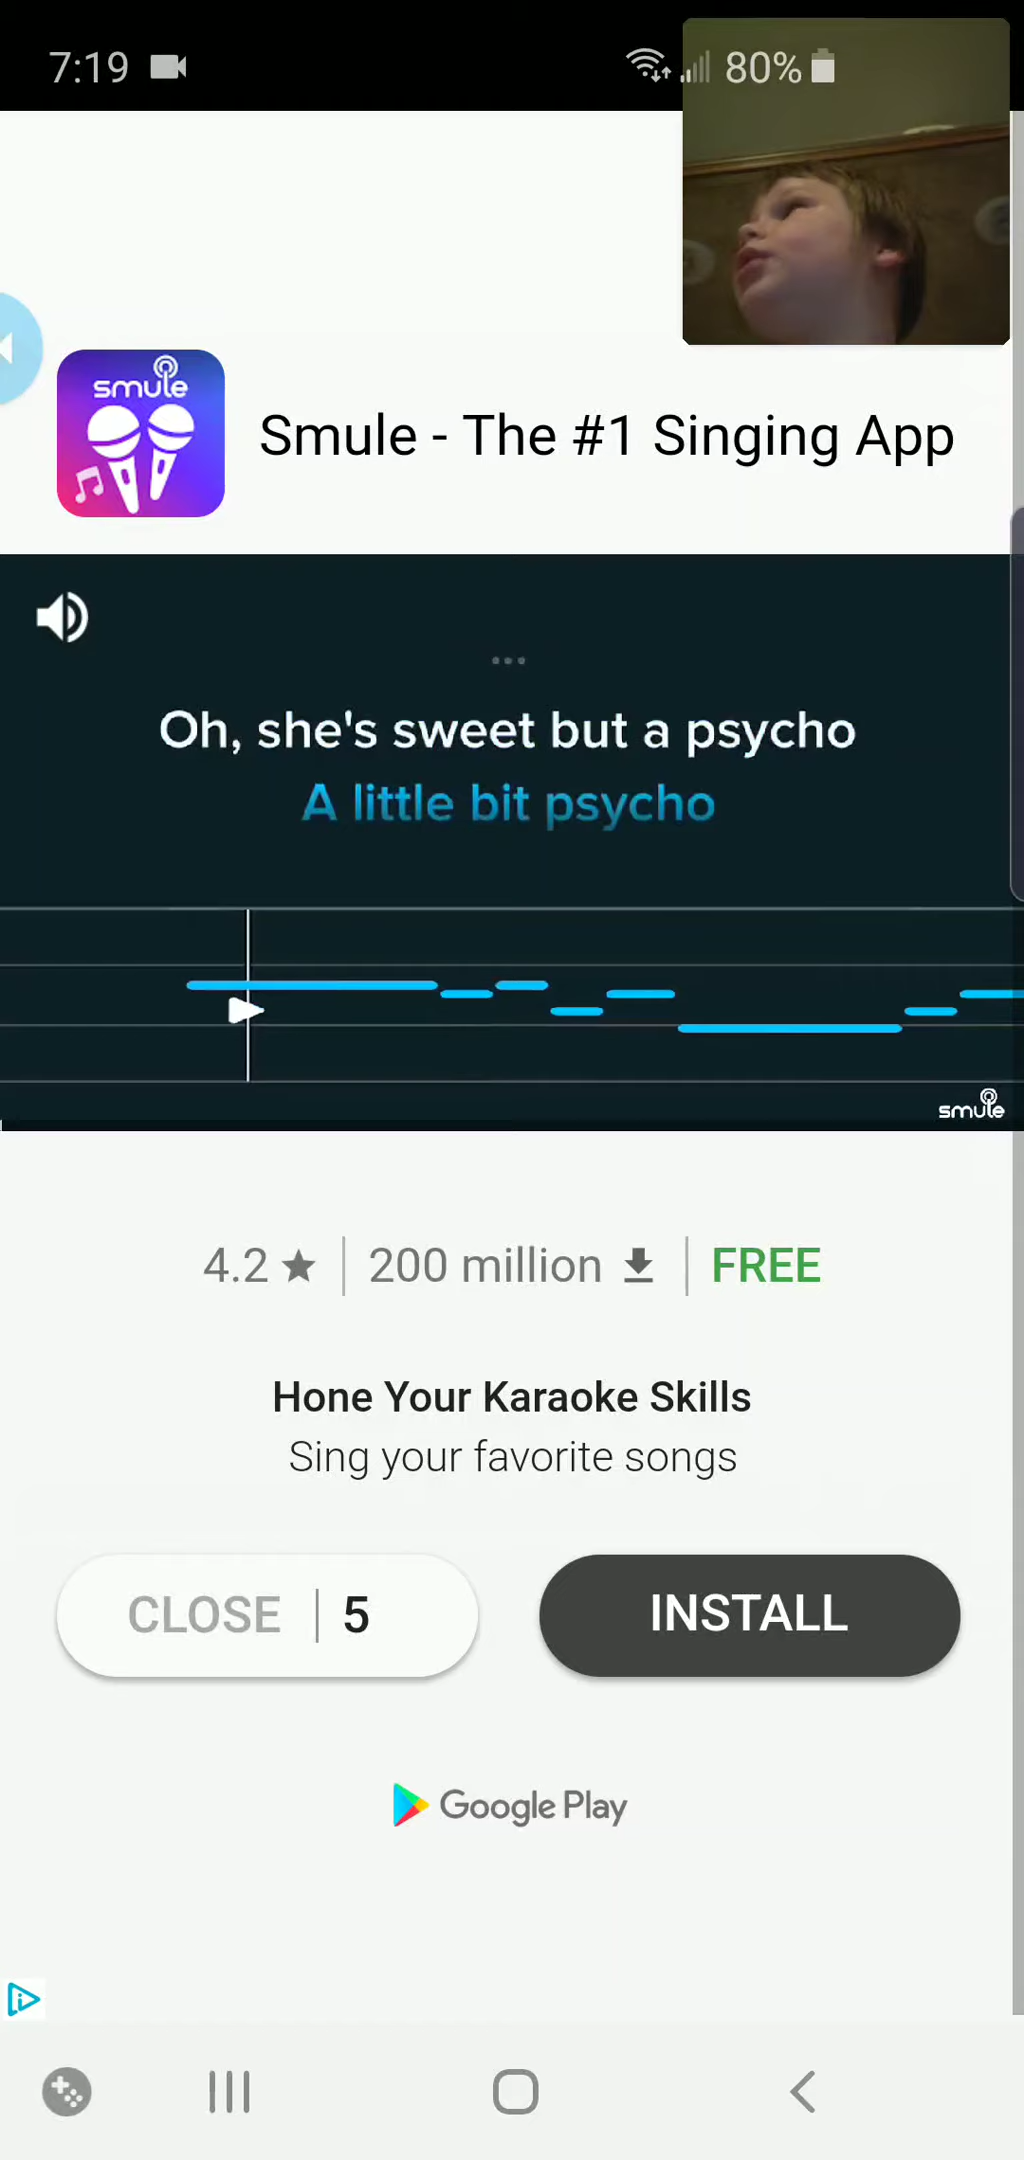 7:19
80%
smule
Smule - The #1 Singing App
Oh, she's sweet but a psycho
A little bit psycho
smule
4.2 ★ | 200 million | FREE
Hone Your Karaoke Skills
Sing your favorite songs
CLOSE | 5
INSTALL
Google Play